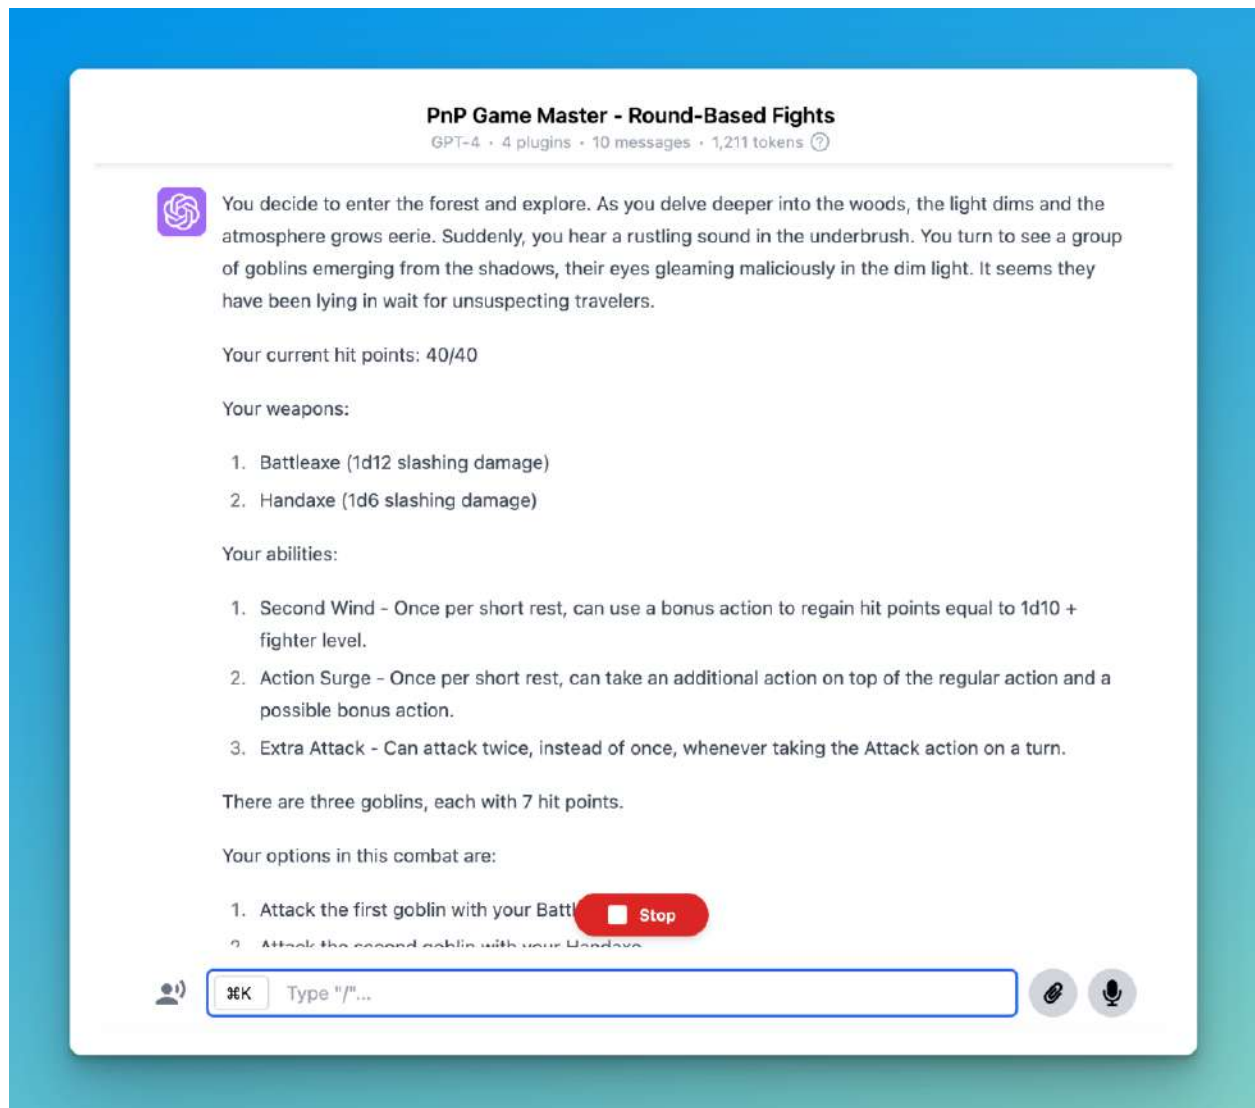 PnP Game Master - Round-Based Fights
GPT-4 • 4 plugins • 10 messages • 1,211 tokens ?
You decide to enter the forest and explore. As you delve deeper into the woods, the light dims and the
atmosphere grows eerie. Suddenly, you hear a rustling sound in the underbrush. You turn to see a group
of goblins emerging from the shadows, their eyes gleaming maliciously in the dim light. It seems they
have been lying in wait for unsuspecting travelers.
Your current hit points: 40/40
Your weapons:
1. Battleaxe (1d12 slashing damage)
2. Handaxe (1d6 slashing damage)
Your abilities:
1. Second Wind - Once per short rest, can use a bonus action to regain hit points equal to 1d10 +
fighter level.
2. Action Surge - Once per short rest, can take an additional action on top of the regular action and a
possible bonus action.
3. Extra Attack - Can attack twice, instead of once, whenever taking the Attack action on a turn.
There are three goblins, each with 7 hit points.
Your options in this combat are:
1. Attack the first goblin with your Battl
Stop
2. Attack the second goblin with your Handaxe
⌘K Type "/"...